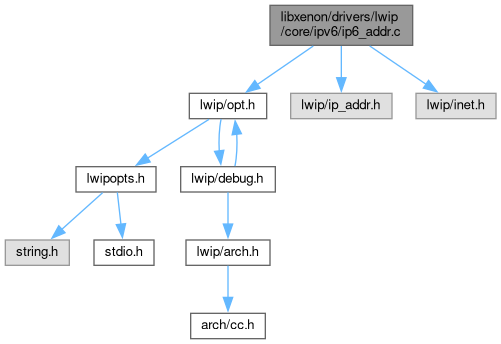 libxenon/drivers/lwip
/core/ipv6/ip6_addr.c
lwip/opt.h
lwip/ip_addr.h
lwip/inet.h
lwipopts.h
lwip/debug.h
string.h
stdio.h
lwip/arch.h
arch/cc.h